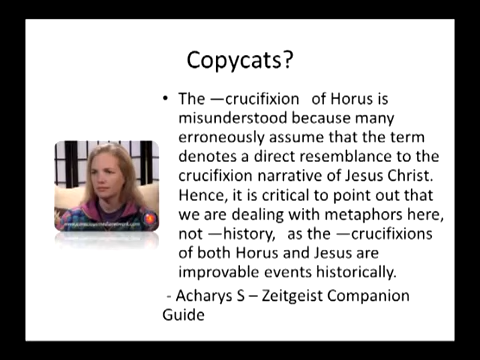 Copycats?
• The —crucifixion of Horus is
misunderstood because many
erroneously assume that the term
denotes a direct resemblance to the
crucifixion narrative of Jesus Christ.
Hence, it is critical to point out that
we are dealing with metaphors here,
not —history, as the —crucifixions
of both Horus and Jesus are
improvable events historically.
- Acharys S – Zeitgeist Companion
Guide